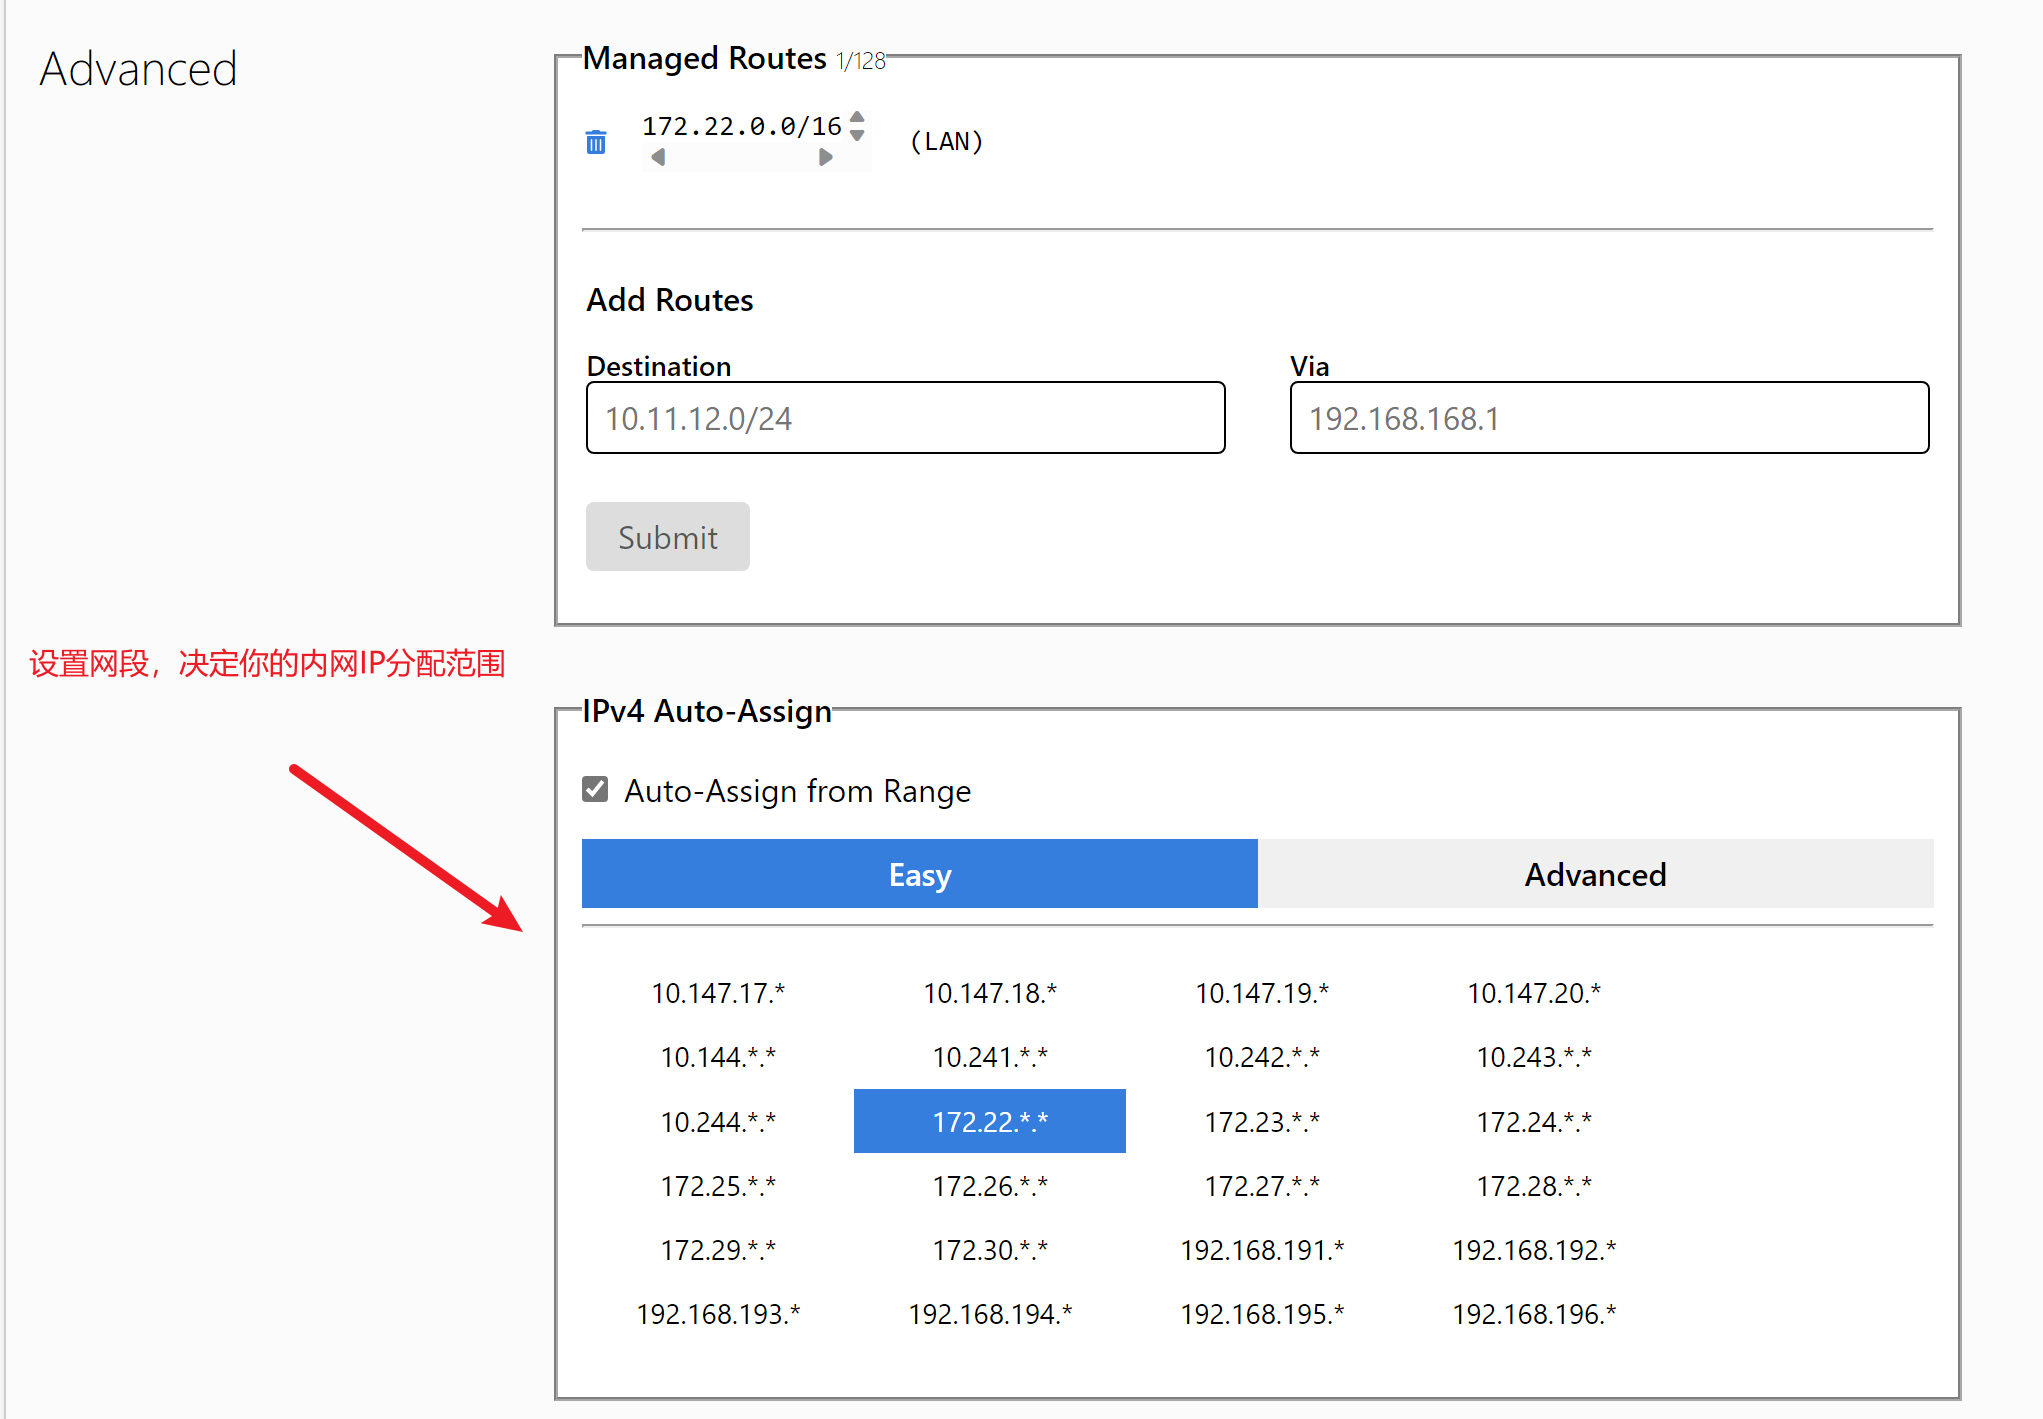 Advanced
Managed Routes 1/128
172.22.0.0/16
(LAN)
Add Routes
Destination
Via
10.11.12.0/24
192.168.168.1
Submit
设置网段，决定你的内网IP分配范围
IPv4 Auto-Assign
Auto-Assign from Range
Easy
Advanced
10.147.17.* 10.147.18.* 10.147.19.* 10.147.20.*
10.144.*.* 10.241.*.* 10.242.*.* 10.243.*.*
10.244.*.* 172.22.*.* 172.23.*.* 172.24.*.*
172.25.*.* 172.26.*.* 172.27.*.* 172.28.*.*
172.29.*.* 172.30.*.* 192.168.191.* 192.168.192.*
192.168.193.* 192.168.194.* 192.168.195.* 192.168.196.*